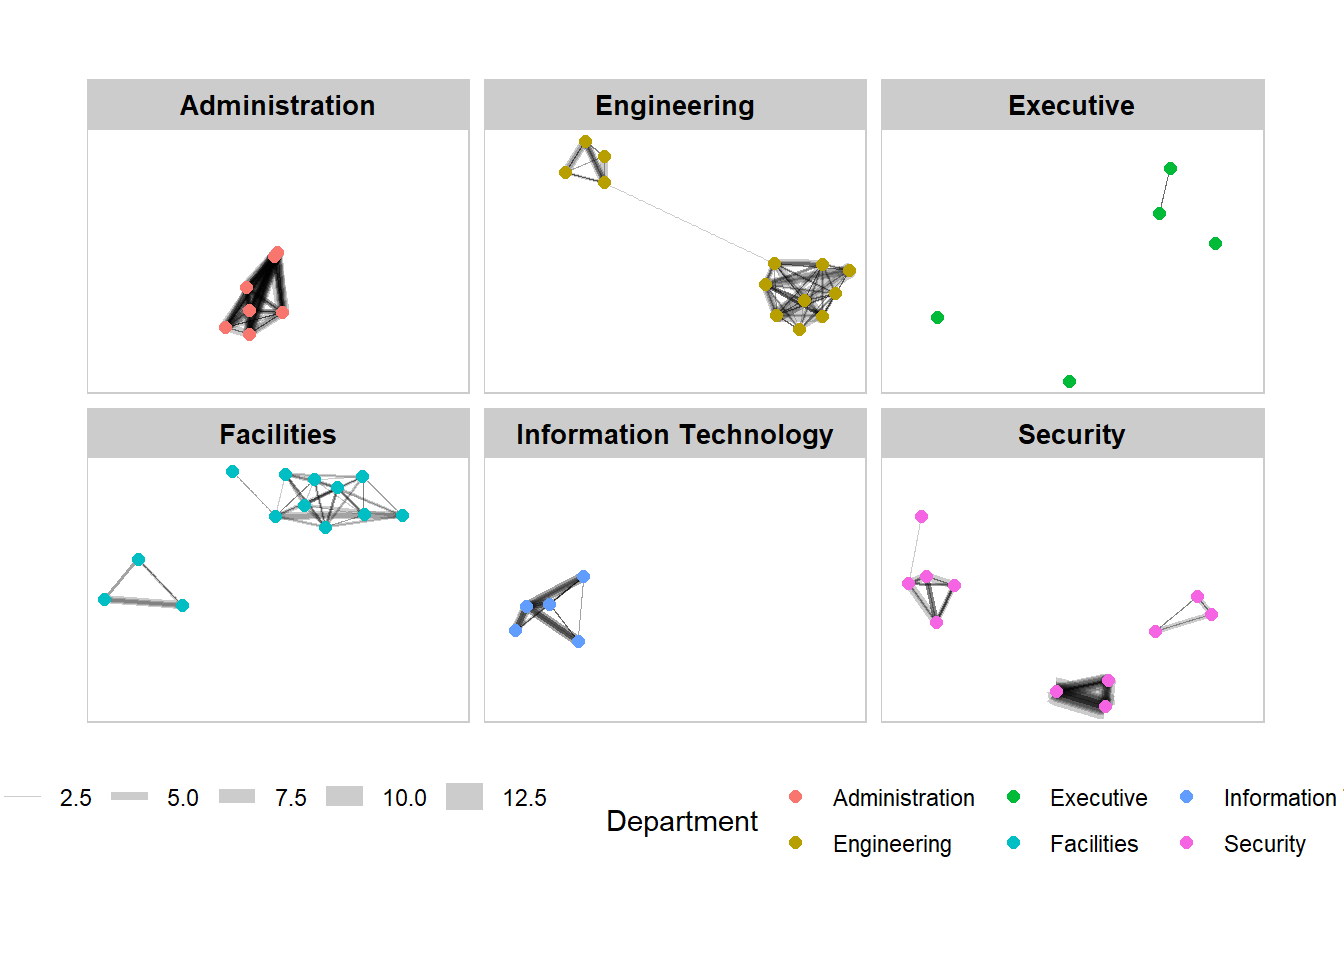 Administration Engineering Executive
Facilities Information Technology Security
2.5 5.0 7.5 10.0 12.5
Department
Administration Executive Information
Engineering Facilities Security